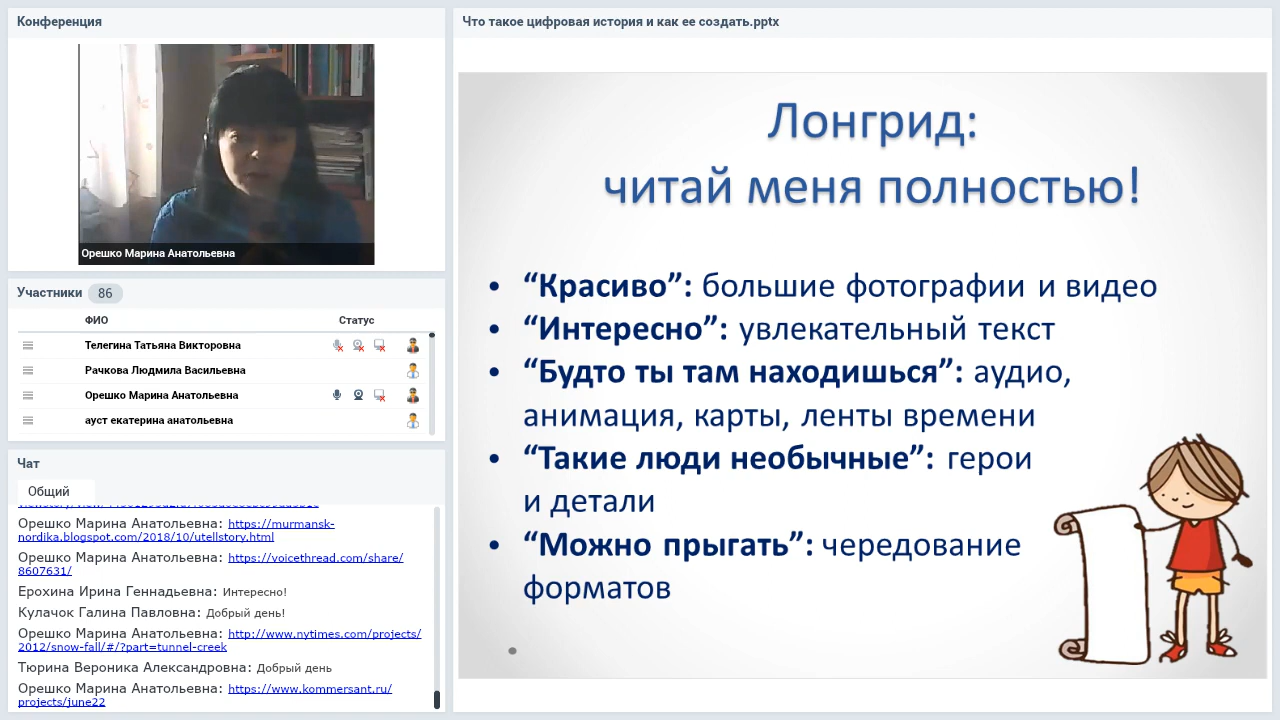 Конференция
Орешко Марина Анатольевна
Участники 86
ФИО Статус
Телегина Татьяна Викторовна
Рачкова Людмила Васильевна
Орешко Марина Анатольевна
ауст екатерина анатольевна
Чат
Общий
Орешко Марина Анатольевна: https://murmansk-
nordika.blogspot.com/2018/10/utellstory.html
Орешко Марина Анатольевна: https://voicethread.com/share/
8607631/
Ерохина Ирина Геннадьевна: Интересно!
Кулачок Галина Павловна: Добрый день!
Орешко Марина Анатольевна: http://www.nytimes.com/projects/
2012/snow-fall/#/?part=tunnel-creek
Тюрина Вероника Александровна: Добрый день
Орешко Марина Анатольевна: https://www.kommersant.ru/
projects/june22
Что такое цифровая история и как ее создать.pptx
Лонгрид:
читай меня полностью!
• “Красиво”: большие фотографии и видео
• “Интересно”: увлекательный текст
• “Будто ты там находишься”: аудио,
анимация, карты, ленты времени
• “Такие люди необычные”: герои
и детали
• “Можно прыгать”: чередование
форматов